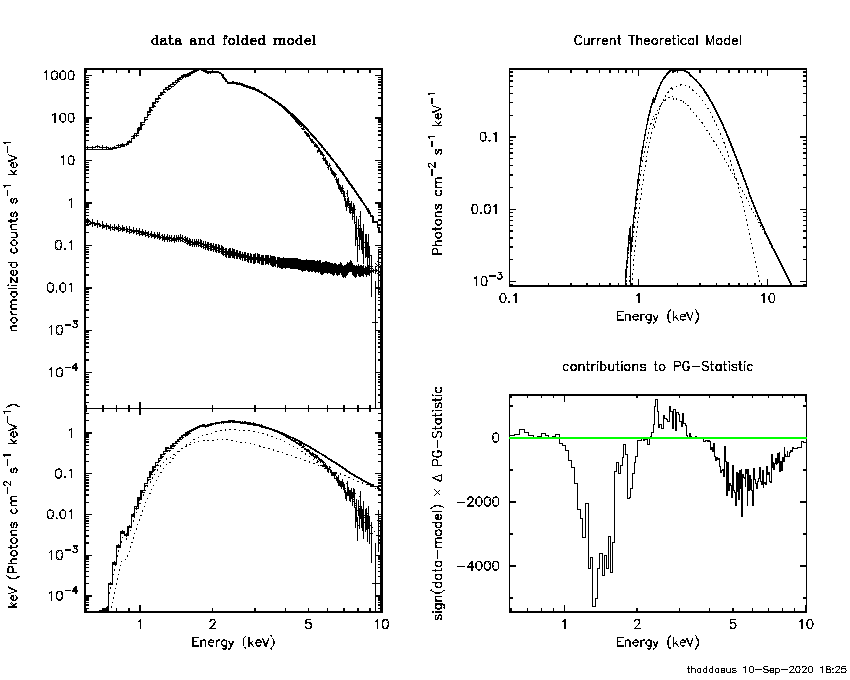 data and folded model
normalized counts s−1 keV−1
1000
100
10
1
0.1
0.01
10−3
10−4
keV (Photons cm−2 s−1 keV−1)
1
0.1
0.01
10−3
10−4
1
2
5
10
Energy (keV)
Current Theoretical Model
Photons cm−2 s−1 keV−1
0.1
0.01
10−3
0.1
1
10
Energy (keV)
contributions to PG−Statistic
sign(data−model) × Δ PG−Statistic
0
−2000
−4000
1
2
5
10
Energy (keV)
thaddaeus 10−Sep−2020 18:25